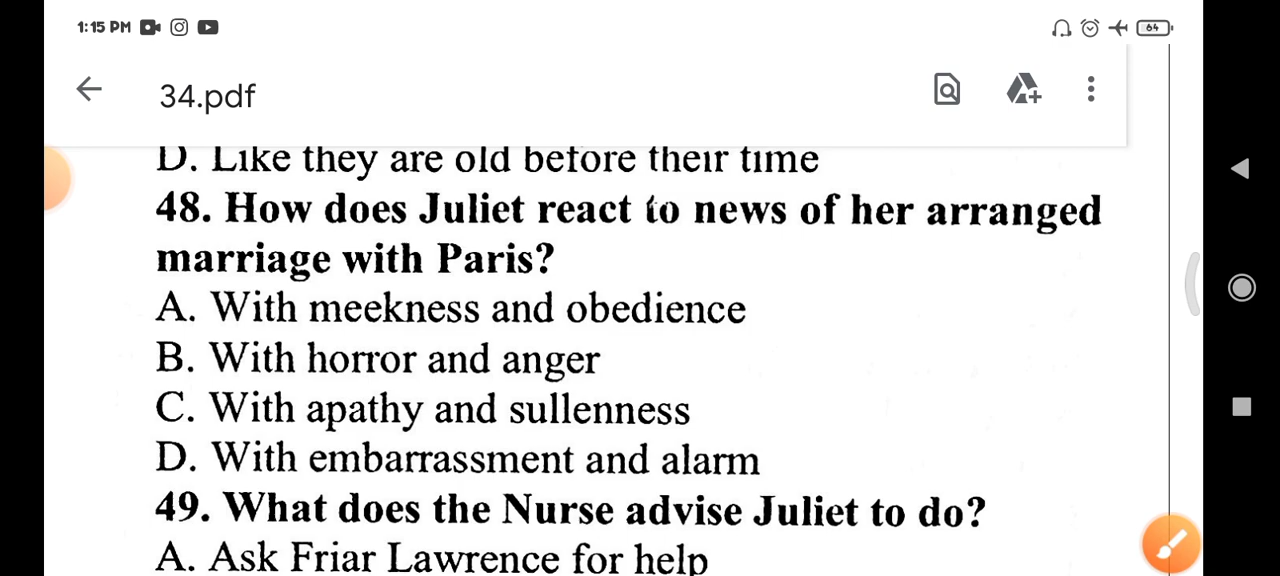 1:15 PM
64
34.pdf
D. Like they are old before their time
48. How does Juliet react to news of her arranged
marriage with Paris?
A. With meekness and obedience
B. With horror and anger
C. With apathy and sullenness
D. With embarrassment and alarm
49. What does the Nurse advise Juliet to do?
A. Ask Friar Lawrence for help